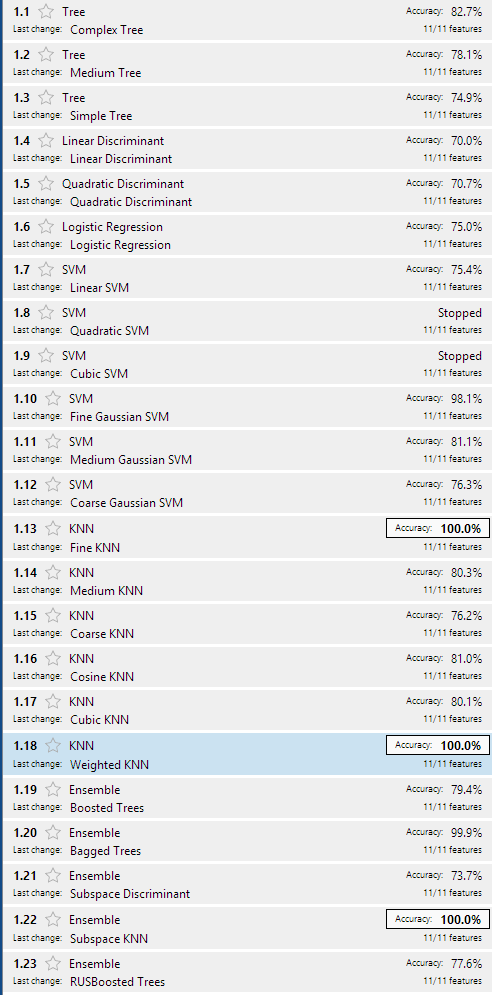 1.1 Tree Accuracy: 82.7%
Last change: Complex Tree 11/11 features
1.2 Tree Accuracy: 78.1%
Last change: Medium Tree 11/11 features
1.3 Tree Accuracy: 74.9%
Last change: Simple Tree 11/11 features
1.4 Linear Discriminant Accuracy: 70.0%
Last change: Linear Discriminant 11/11 features
1.5 Quadratic Discriminant Accuracy: 70.7%
Last change: Quadratic Discriminant 11/11 features
1.6 Logistic Regression Accuracy: 75.0%
Last change: Logistic Regression 11/11 features
1.7 SVM Accuracy: 75.4%
Last change: Linear SVM 11/11 features
1.8 SVM Stopped
Last change: Quadratic SVM 11/11 features
1.9 SVM Stopped
Last change: Cubic SVM 11/11 features
1.10 SVM Accuracy: 98.1%
Last change: Fine Gaussian SVM 11/11 features
1.11 SVM Accuracy: 81.1%
Last change: Medium Gaussian SVM 11/11 features
1.12 SVM Accuracy: 76.3%
Last change: Coarse Gaussian SVM 11/11 features
1.13 KNN Accuracy: 100.0%
Last change: Fine KNN 11/11 features
1.14 KNN Accuracy: 80.3%
Last change: Medium KNN 11/11 features
1.15 KNN Accuracy: 76.2%
Last change: Coarse KNN 11/11 features
1.16 KNN Accuracy: 81.0%
Last change: Cosine KNN 11/11 features
1.17 KNN Accuracy: 80.1%
Last change: Cubic KNN 11/11 features
1.18 KNN Accuracy: 100.0%
Last change: Weighted KNN 11/11 features
1.19 Ensemble Accuracy: 79.4%
Last change: Boosted Trees 11/11 features
1.20 Ensemble Accuracy: 99.9%
Last change: Bagged Trees 11/11 features
1.21 Ensemble Accuracy: 73.7%
Last change: Subspace Discriminant 11/11 features
1.22 Ensemble Accuracy: 100.0%
Last change: Subspace KNN 11/11 features
1.23 Ensemble Accuracy: 77.6%
Last change: RUSBoosted Trees 11/11 features